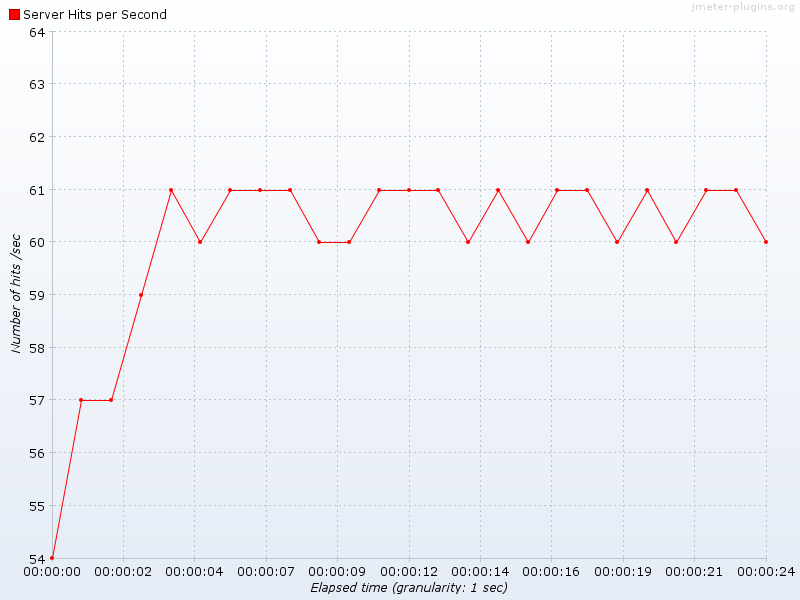 jmeter-plugins.org
Server Hits per Second
64
63
62
61
60
59
58
57
56
55
54
Number of hits /sec
00:00:00 00:00:02 00:00:04 00:00:07 00:00:09 00:00:12 00:00:14 00:00:16 00:00:19 00:00:21 00:00:24
Elapsed time (granularity: 1 sec)